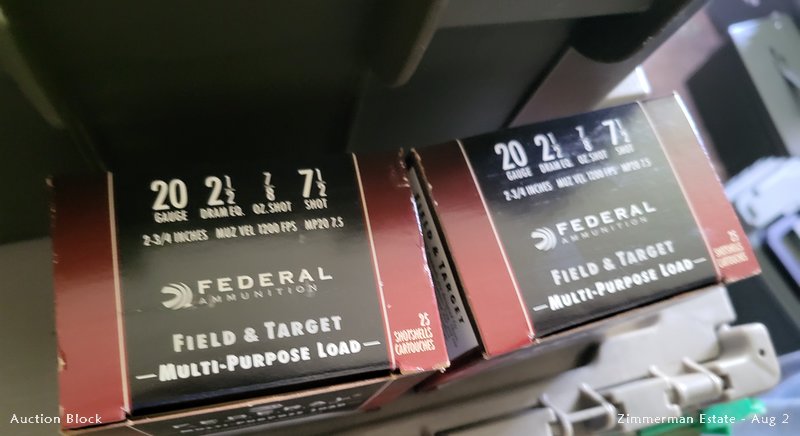 20 2½ 7/8 7½
GAUGE DRAM EQ. OZ. SHOT SHOT
2-3/4 INCHES MUZ VEL 1200 FPS MP20 7.5
FEDERAL
AMMUNITION
FIELD & TARGET
MULTI-PURPOSE LOAD
25
SHOTSHELLS
CARTOUCHES
FEDERAL
FIELD & TARGET
20 2½ 7/8 7½
GAUGE DRAM EQ. OZ. SHOT SHOT
2-3/4 INCHES MUZ VEL 1200 FPS MP20 7.5
FEDERAL
AMMUNITION
FIELD & TARGET
MULTI-PURPOSE LOAD
25
SHOTSHELLS
CARTOUCHES
Auction Block
Zimmerman Estate - Aug 2